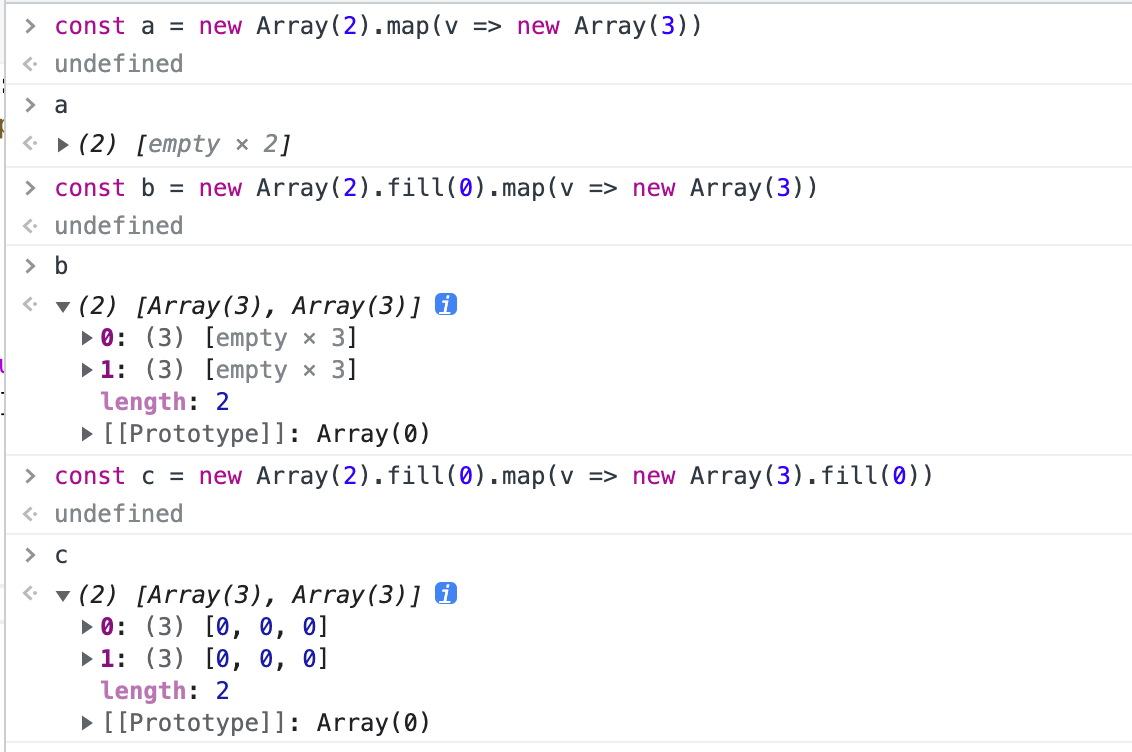 > const a = new Array(2).map(v => new Array(3))
undefined
> a
(2) [empty × 2]
> const b = new Array(2).fill(0).map(v => new Array(3))
undefined
> b
(2) [Array(3), Array(3)] i
0: (3) [empty × 3]
1: (3) [empty × 3]
length: 2
[[Prototype]]: Array(0)
> const c = new Array(2).fill(0).map(v => new Array(3).fill(0))
undefined
> c
(2) [Array(3), Array(3)] i
0: (3) [0, 0, 0]
1: (3) [0, 0, 0]
length: 2
[[Prototype]]: Array(0)